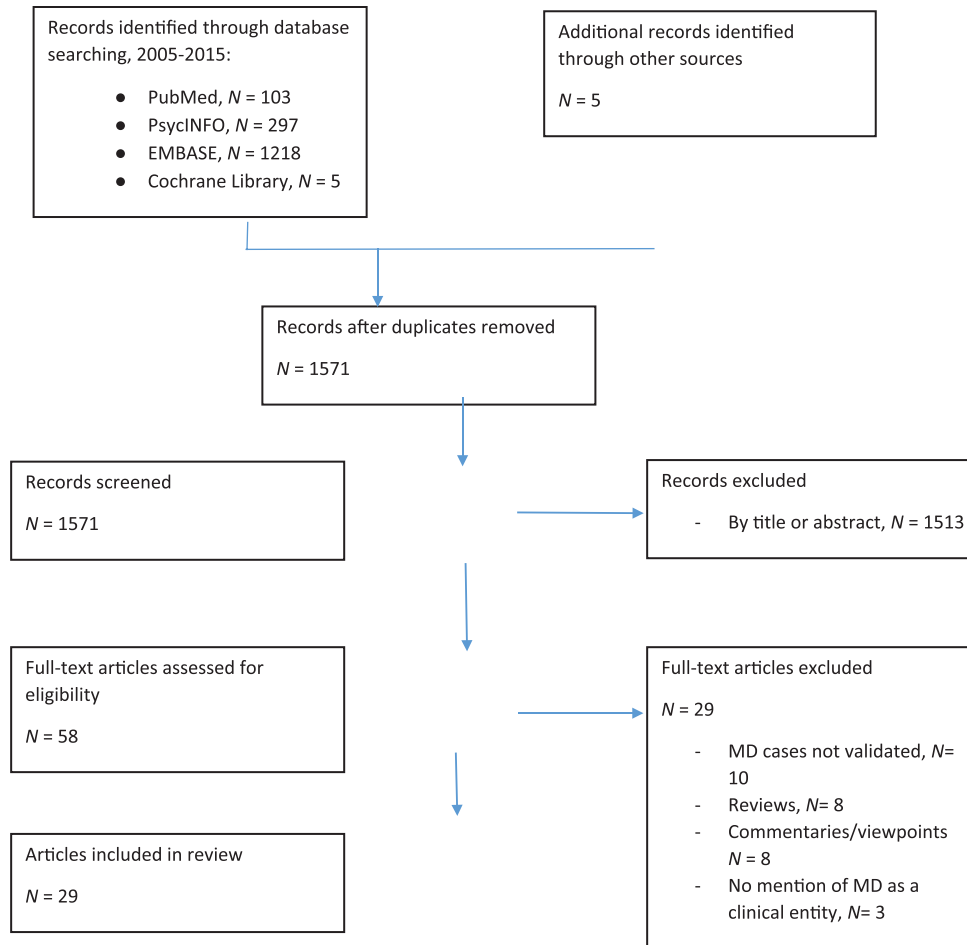 Records identified through database
searching, 2005-2015:
● PubMed, N = 103
● PsycINFO, N = 297
● EMBASE, N = 1218
● Cochrane Library, N = 5
Additional records identified
through other sources
N = 5
Records after duplicates removed
N = 1571
Records screened
N = 1571
Records excluded
- By title or abstract, N = 1513
Full-text articles assessed for
eligibility
N = 58
Full-text articles excluded
N = 29
- MD cases not validated, N=
10
- Reviews, N= 8
- Commentaries/viewpoints
N = 8
- No mention of MD as a
clinical entity, N= 3
Articles included in review
N = 29